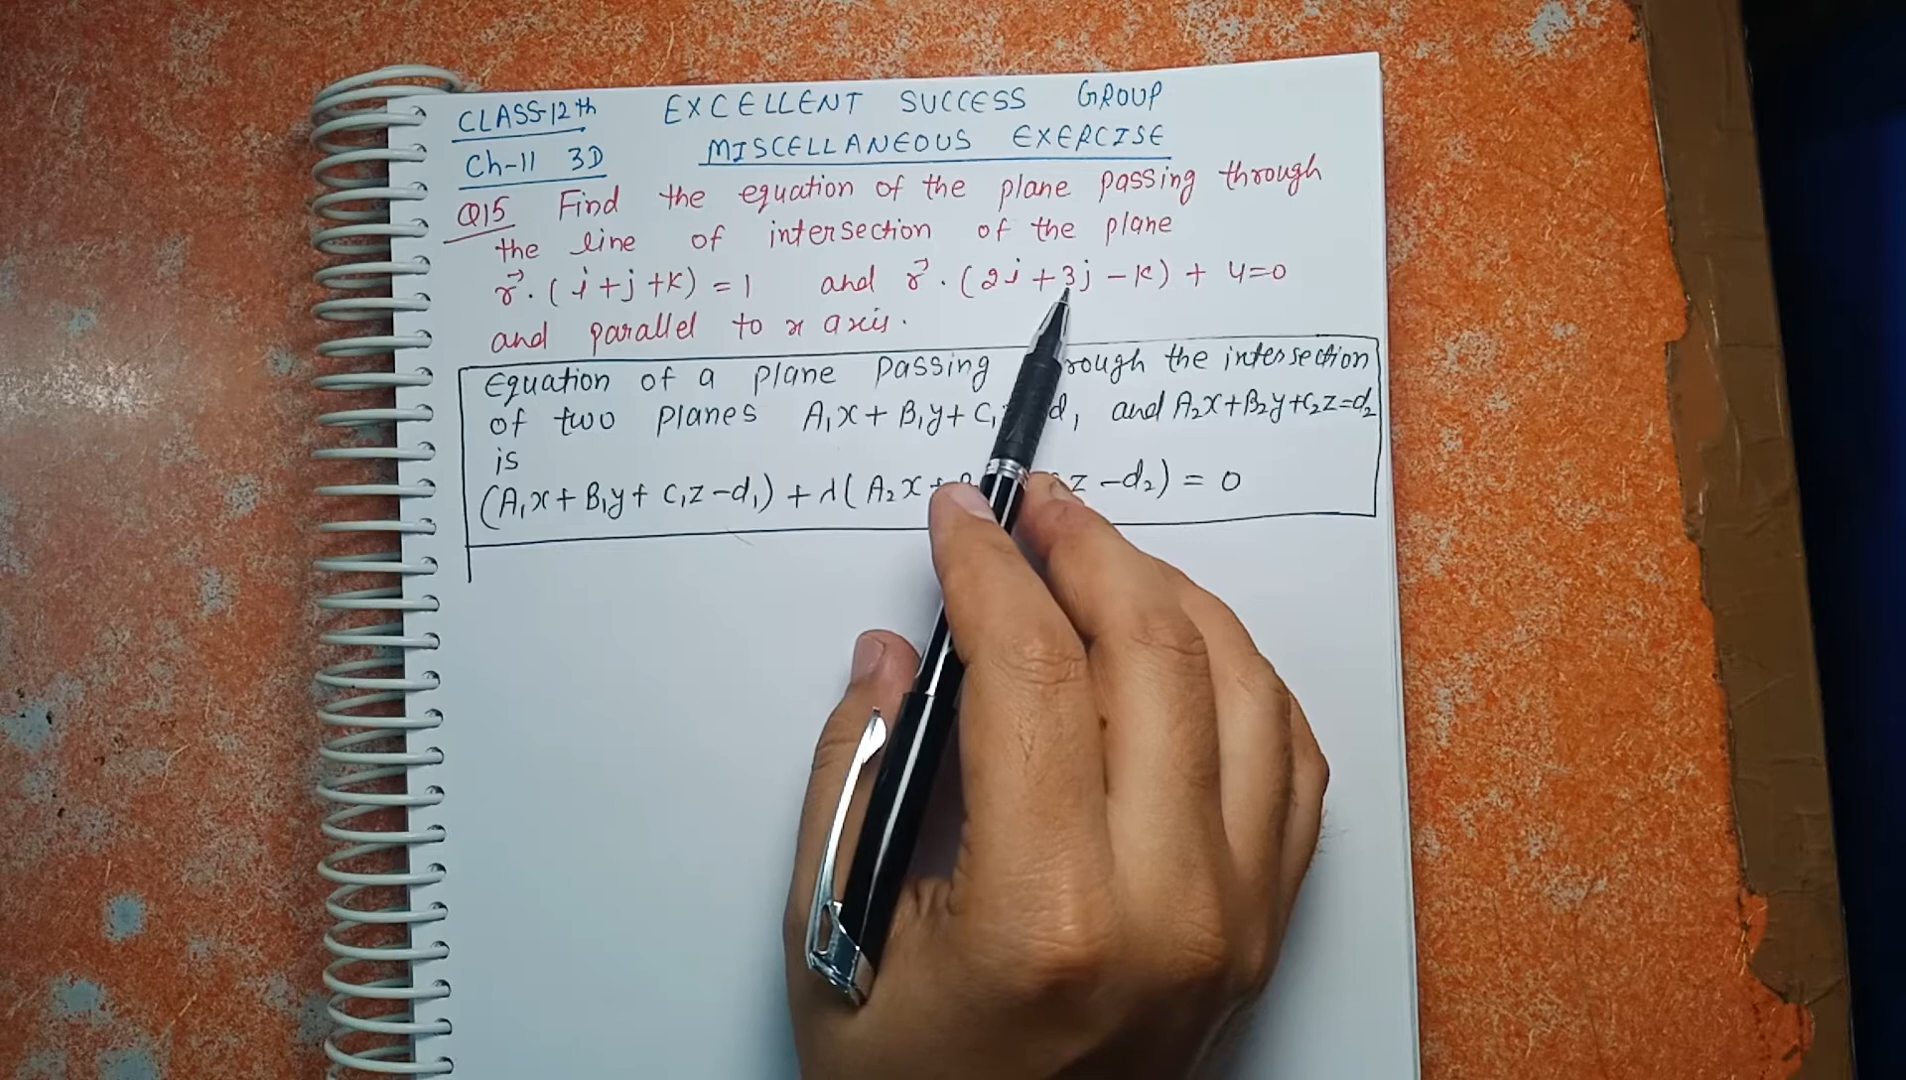 CLASS-12th EXCELLENT SUCCESS GROUP
Ch-11 3D MISCELLANEOUS EXERCISE
Q15 Find the equation of the plane passing through
the line of intersection of the plane
r⃗.(i+j+k) = 1 and r⃗.(2i+3j-k) + 4=0
and parallel to x axis.
Equation of a plane passing rough the intersection
of two planes A₁x + B₁y + C₁ d₁ and A₂x+B₂y+C₂z=d₂
is
(A₁x + B₁y + C₁z - d₁) + λ(A₂x + z - d₂) = 0